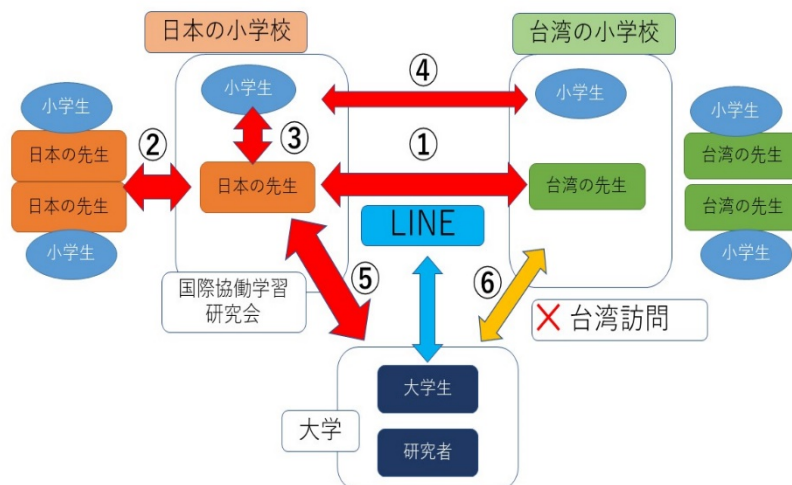 日本の小学校
台湾の小学校
小学生
④
小学生
小学生
小学生
日本の先生
②
③
①
台湾の先生
日本の先生
日本の先生
台湾の先生
台湾の先生
小学生
LINE
小学生
国際協働学習
研究会
⑤
⑥
× 台湾訪問
大学生
大学
研究者